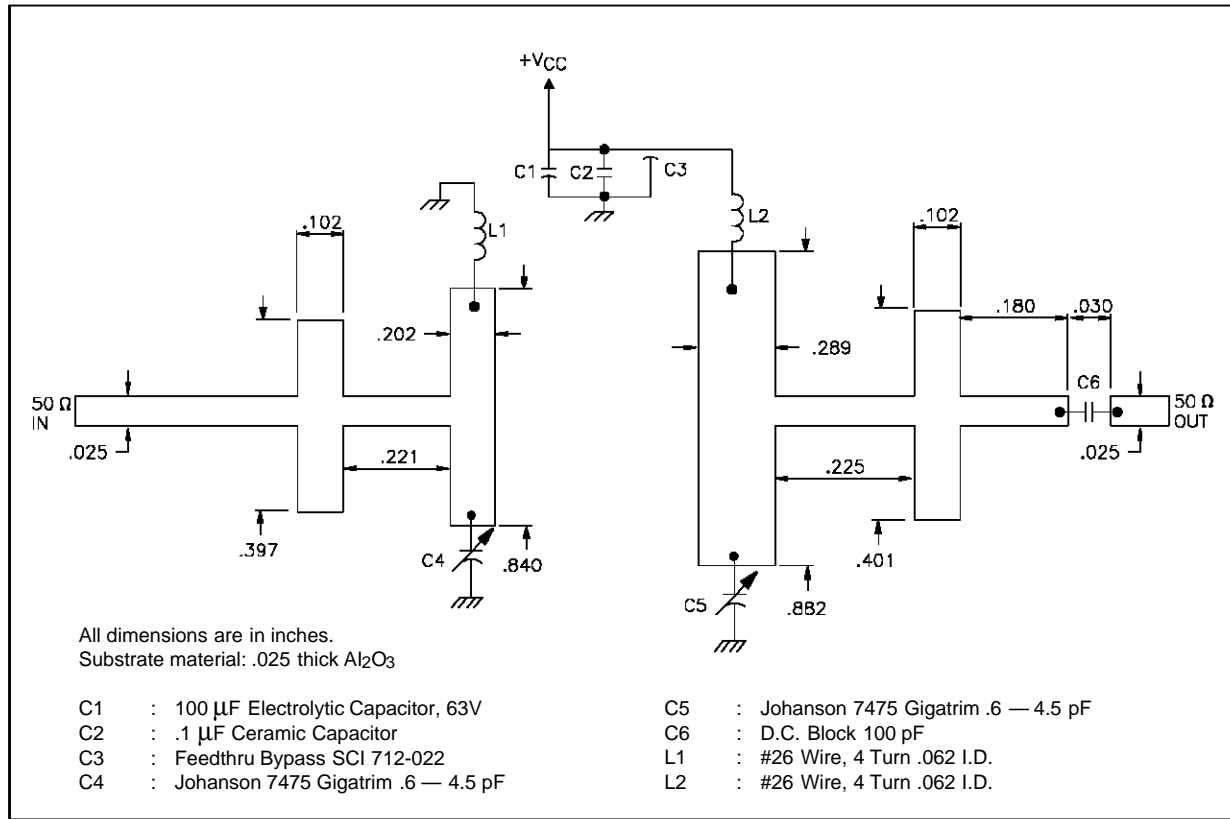 +VCC
C1
C2
C3
L1
L2
.102
.102
.202
.289
.180
.030
C6
50 Ω
IN
50 Ω
OUT
.025
.025
.221
.225
.397
C4
.840
C5
.882
.401
All dimensions are in inches.
Substrate material: .025 thick Al2O3
C1 : 100 μF Electrolytic Capacitor, 63V
C2 : .1 μF Ceramic Capacitor
C3 : Feedthru Bypass SCI 712-022
C4 : Johanson 7475 Gigatrim .6 — 4.5 pF
C5 : Johanson 7475 Gigatrim .6 — 4.5 pF
C6 : D.C. Block 100 pF
L1 : #26 Wire, 4 Turn .062 I.D.
L2 : #26 Wire, 4 Turn .062 I.D.